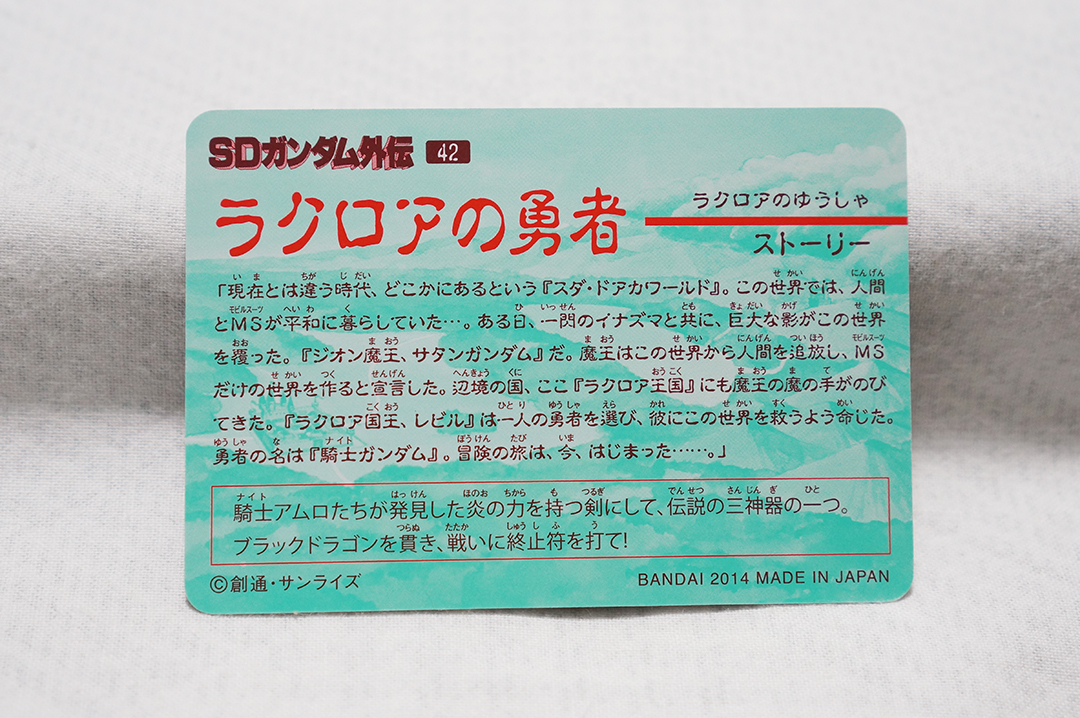 SDガンダム外伝 42
ラクロアの勇者
ラクロアのゆうしゃ
ストーリー
「現在とは違う時代、どこかにあるという『スダ・ドアカワールド』。この世界では、人間
とMSが平和に暮らしていた…。ある日、一閃のイナズマと共に、巨大な影がこの世界
を覆った。『ジオン魔王、サタンガンダム』だ。魔王はこの世界から人間を追放し、MS
だけの世界を作ると宣言した。辺境の国、ここ『ラクロア王国』にも魔王の魔の手がのび
てきた。『ラクロア国王、レビル』は一人の勇者を選び、彼にこの世界を救うよう命じた。
勇者の名は『騎士ガンダム』。冒険の旅は、今、はじまった……。」
騎士アムロたちが発見した炎の力を持つ剣にして、伝説の三神器の一つ。
ブラックドラゴンを貫き、戦いに終止符を打て!
©創通・サンライズ
BANDAI 2014 MADE IN JAPAN